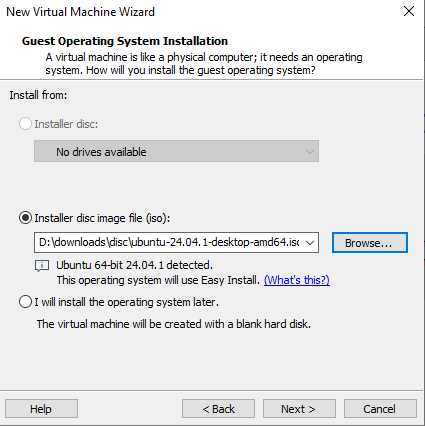 New Virtual Machine Wizard
Guest Operating System Installation
A virtual machine is like a physical computer; it needs an operating
system. How will you install the guest operating system?
Install from:
Installer disc:
No drives available
Installer disc image file (iso):
D:\downloads\disc\ubuntu-24.04.1-desktop-amd64.iso
Browse...
Ubuntu 64-bit 24.04.1 detected.
This operating system will use Easy Install. (What's this?)
I will install the operating system later.
The virtual machine will be created with a blank hard disk.
Help
< Back
Next >
Cancel